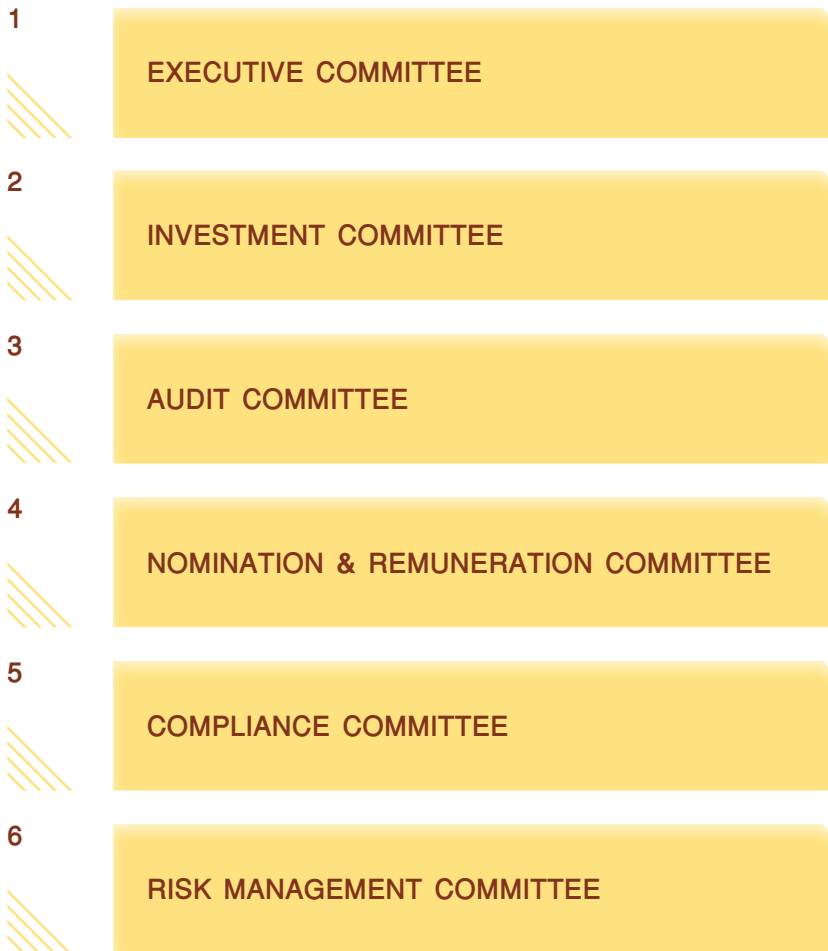 1
EXECUTIVE COMMITTEE
2
INVESTMENT COMMITTEE
3
AUDIT COMMITTEE
4
NOMINATION & REMUNERATION COMMITTEE
5
COMPLIANCE COMMITTEE
6
RISK MANAGEMENT COMMITTEE